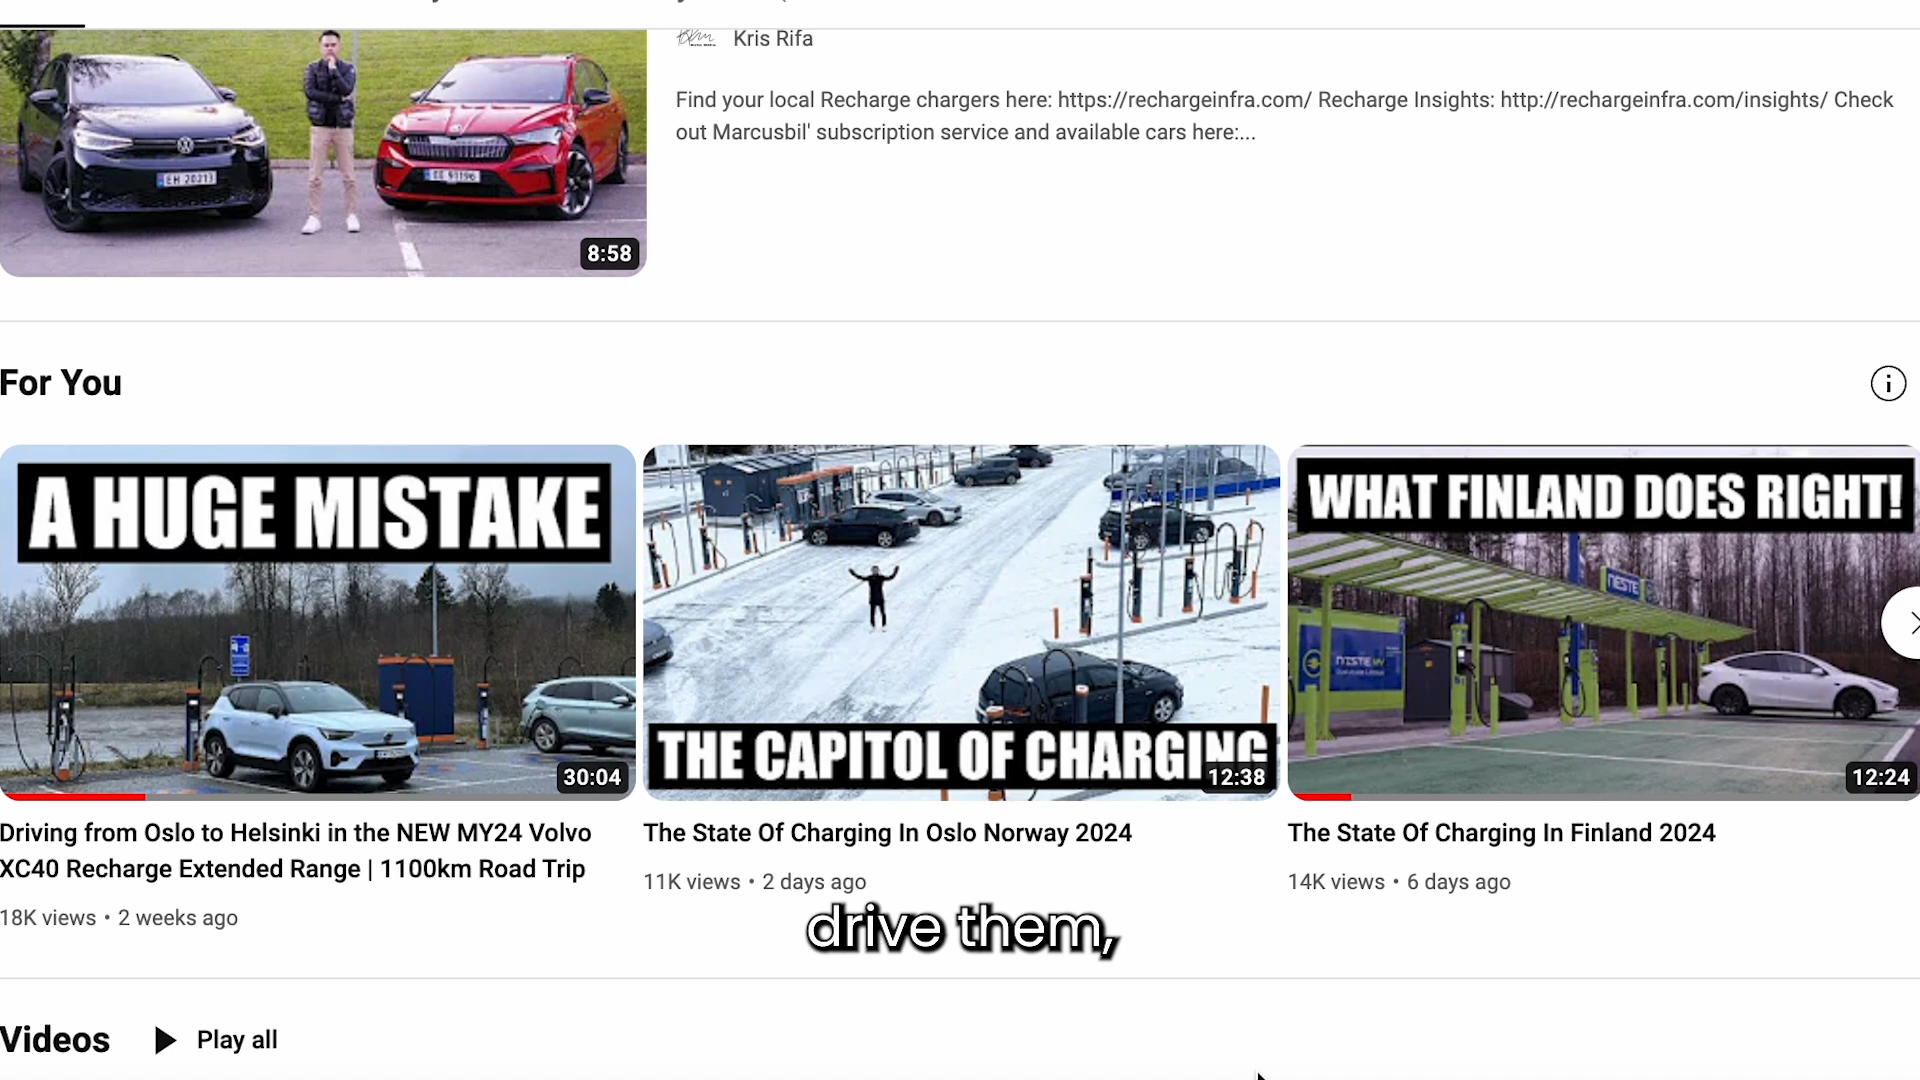 Kris Rifa
Find your local Recharge chargers here: https://rechargeinfra.com/ Recharge Insights: http://rechargeinfra.com/insights/ Check
out Marcusbil' subscription service and available cars here:...
EH 20213
8:58
For You
A HUGE MISTAKE
30:04
THE CAPITOL OF CHARGING
12:38
WHAT FINLAND DOES RIGHT!
NESTE
NESTE MY
12:24
Driving from Oslo to Helsinki in the NEW MY24 Volvo
XC40 Recharge Extended Range | 1100km Road Trip
18K views • 2 weeks ago
The State Of Charging In Oslo Norway 2024
11K views • 2 days ago
The State Of Charging In Finland 2024
14K views • 6 days ago
drive them,
Videos
Play all